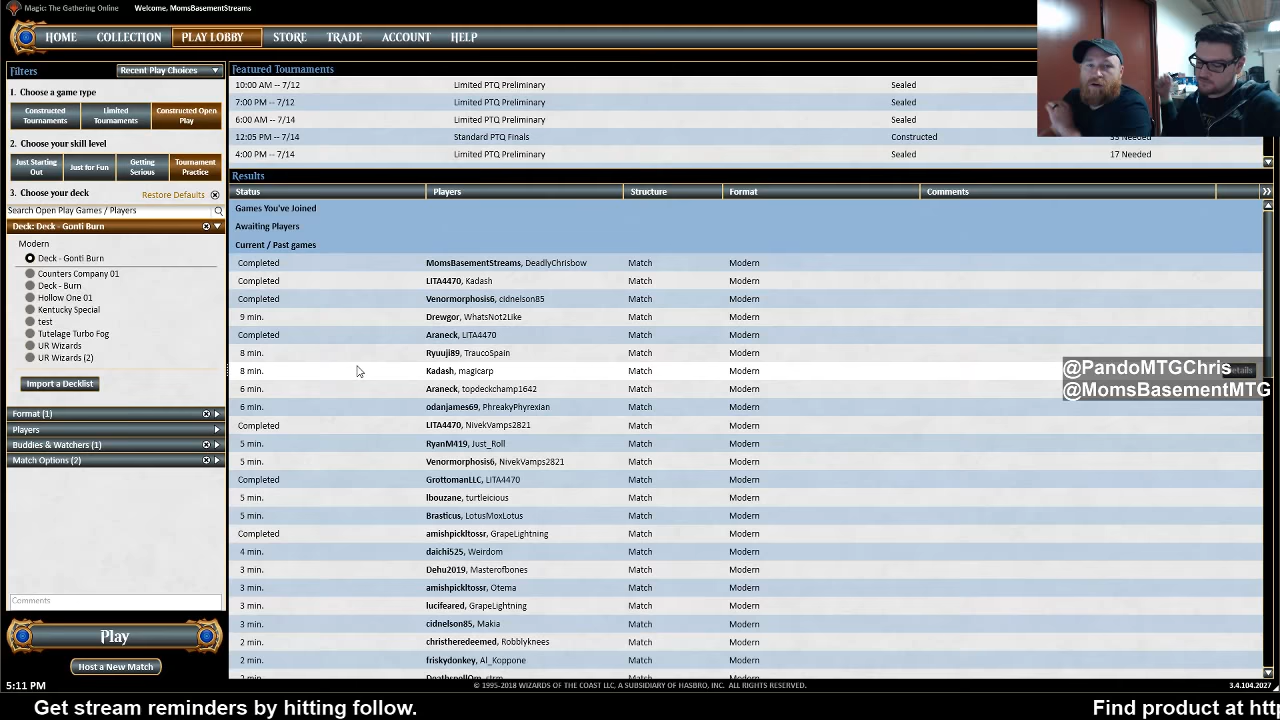 Magic: The Gathering Online Welcome, MomsBasementStreams
HOME COLLECTION PLAY LOBBY STORE TRADE ACCOUNT HELP
Filters Recent Play Choices
1. Choose a game type
Constructed Tournaments Limited Tournaments Constructed Open Play
2. Choose your skill level
Just Starting Out Just for Fun Getting Serious Tournament Practice
3. Choose your deck Restore Defaults
Search Open Play Games / Players
Deck: Deck - Gonti Burn
Modern
Deck - Gonti Burn
Counters Company 01
Deck - Burn
Hollow One 01
Kentucky Special
test
Tutelage Turbo Fog
UR Wizards
UR Wizards (2)
Import a Decklist
Format (1)
Players
Buddies & Watchers (1)
Match Options (2)
Comments
Play
Host a New Match
5:11 PM
Featured Tournaments
10:00 AM -- 7/12 Limited PTQ Preliminary Sealed
7:00 PM -- 7/12 Limited PTQ Preliminary Sealed
6:00 AM -- 7/14 Limited PTQ Preliminary Sealed
12:05 PM -- 7/14 Standard PTQ Finals Constructed
4:00 PM -- 7/14 Limited PTQ Preliminary Sealed 17 Needed
Results
Status Players Structure Format Comments
Games You've Joined
Awaiting Players
Current / Past games
Completed MomsBasementStreams, DeadlyChrisbow Match Modern
Completed LITA4470, Kadash Match Modern
Completed Venormorphosis6, cidnelson85 Match Modern
9 min. Drewgor, WhatsNot2Like Match Modern
Completed Araneck, LITA4470 Match Modern
8 min. Ryuuji89, TraucoSpain Match Modern
8 min. Kadash, magicarp Match Modern
6 min. Araneck, topdeckchamp1642 Match Modern
6 min. odanjames69, PhreakyPhyrexian Match Modern
Completed LITA4470, NivekVamps2821 Match Modern
5 min. RyanM419, Just_Roll Match Modern
5 min. Venormorphosis6, NivekVamps2821 Match Modern
Completed GrottomanLLC, LITA4470 Match Modern
5 min. lbouzane, turtleicious Match Modern
5 min. Brasticus, LotusMoxLotus Match Modern
Completed amishpickltossr, GrapeLightning Match Modern
4 min. daichi525, Weirdom Match Modern
3 min. Dehu2019, Masterofbones Match Modern
3 min. amishpickltossr, Otema Match Modern
3 min. lucifeared, GrapeLightning Match Modern
3 min. cidnelson85, Makia Match Modern
2 min. christheredeemed, Robblyknees Match Modern
2 min. friskydonkey, Al_Koppone Match Modern
@PandoMTGChris
@MomsBasementMTG
© 1995-2018 WIZARDS OF THE COAST LLC, A SUBSIDIARY OF HASBRO, INC. ALL RIGHTS RESERVED. 3.4.104.2027
Get stream reminders by hitting follow. Find product at http